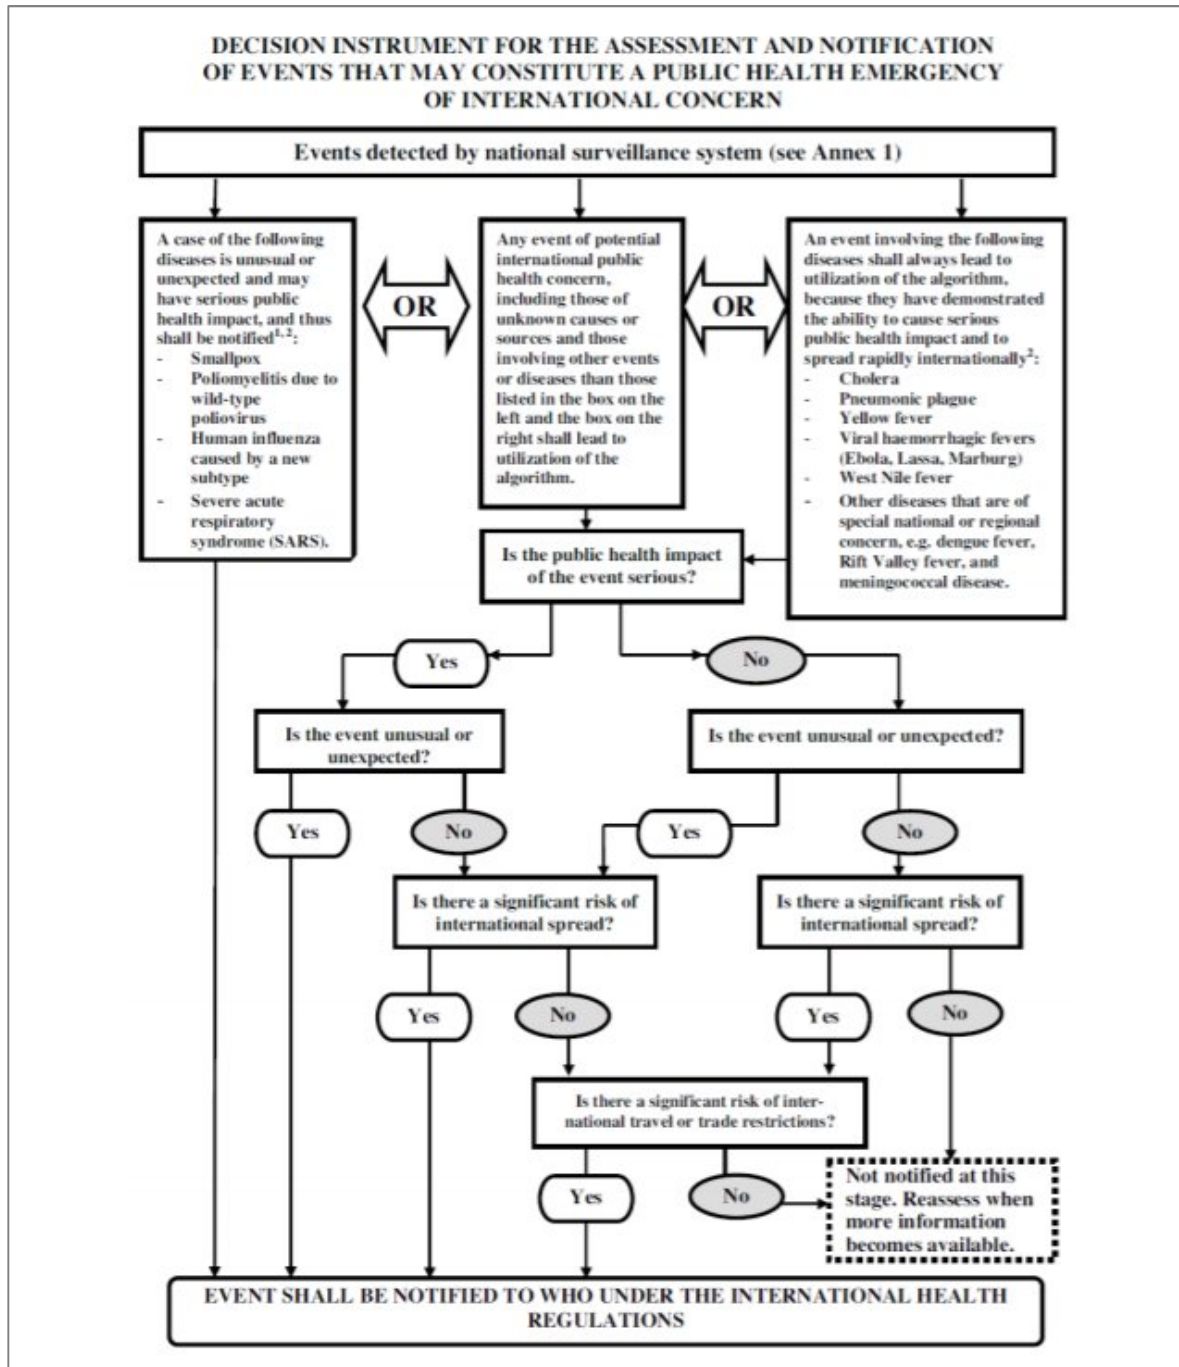 DECISION INSTRUMENT FOR THE ASSESSMENT AND NOTIFICATION
OF EVENTS THAT MAY CONSTITUTE A PUBLIC HEALTH EMERGENCY
OF INTERNATIONAL CONCERN
Events detected by national surveillance system (see Annex 1)
A case of the following
diseases is unusual or
unexpected and may
have serious public
health impact, and thus
shall be notified1, 2:
- Smallpox
- Poliomyelitis due to
wild-type
poliovirus
- Human influenza
caused by a new
subtype
- Severe acute
respiratory
syndrome (SARS).
OR
Any event of potential
international public
health concern,
including those of
unknown causes or
sources and those
involving other events
or diseases than those
listed in the box on the
left and the box on the
right shall lead to
utilization of the
algorithm.
OR
An event involving the following
diseases shall always lead to
utilization of the algorithm,
because they have demonstrated
the ability to cause serious
public health impact and to
spread rapidly internationally2:
- Cholera
- Pneumonic plague
- Yellow fever
- Viral haemorrhagic fevers
(Ebola, Lassa, Marburg)
- West Nile fever
- Other diseases that are of
special national or regional
concern, e.g. dengue fever,
Rift Valley fever, and
meningococcal disease.
Is the public health impact
of the event serious?
Yes
No
Is the event unusual or
unexpected?
Is the event unusual or unexpected?
Yes
No
Yes
No
Is there a significant risk of
international spread?
Is there a significant risk of
international spread?
Yes
No
Yes
No
Is there a significant risk of inter-
national travel or trade restrictions?
Yes
No
Not notified at this
stage. Reassess when
more information
becomes available.
EVENT SHALL BE NOTIFIED TO WHO UNDER THE INTERNATIONAL HEALTH
REGULATIONS